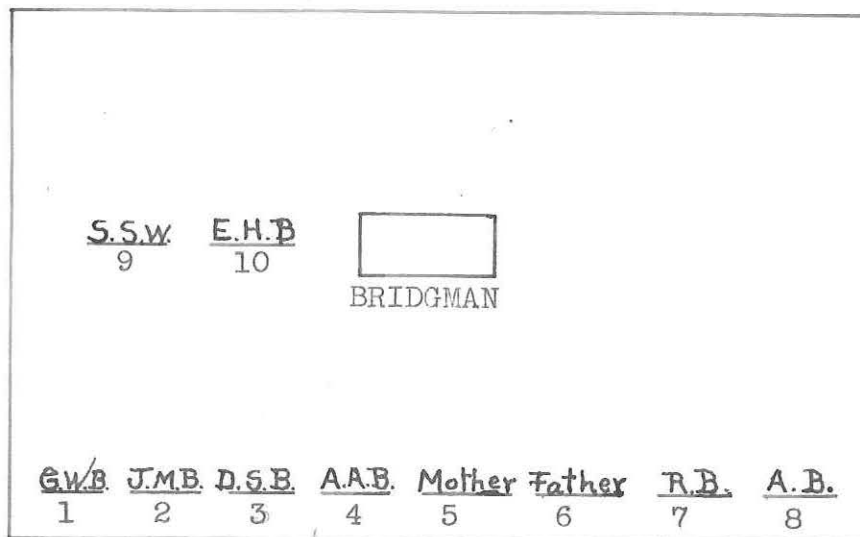 S.S.W. E.H.B
9 10
BRIDGMAN
G.W.B. J.M.B. D.S.B. A.A.B. Mother Father R.B. A.B.
1 2 3 4 5 6 7 8